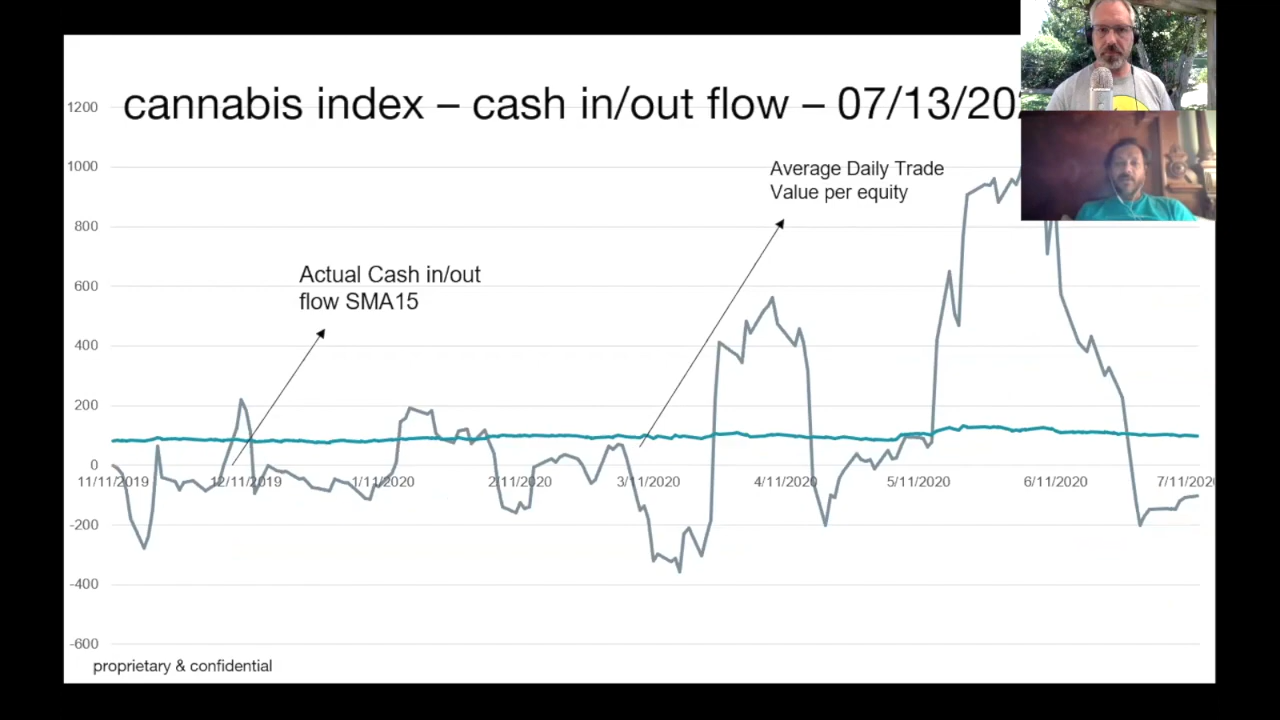 cannabis index – cash in/out flow – 07/13/202
1200
1000
800
600
400
200
0
-200
-400
-600
Average Daily Trade
Value per equity
Actual Cash in/out
flow SMA15
11/11/2019 12/11/2019 1/11/2020 2/11/2020 3/11/2020 4/11/2020 5/11/2020 6/11/2020 7/11/2020
proprietary & confidential